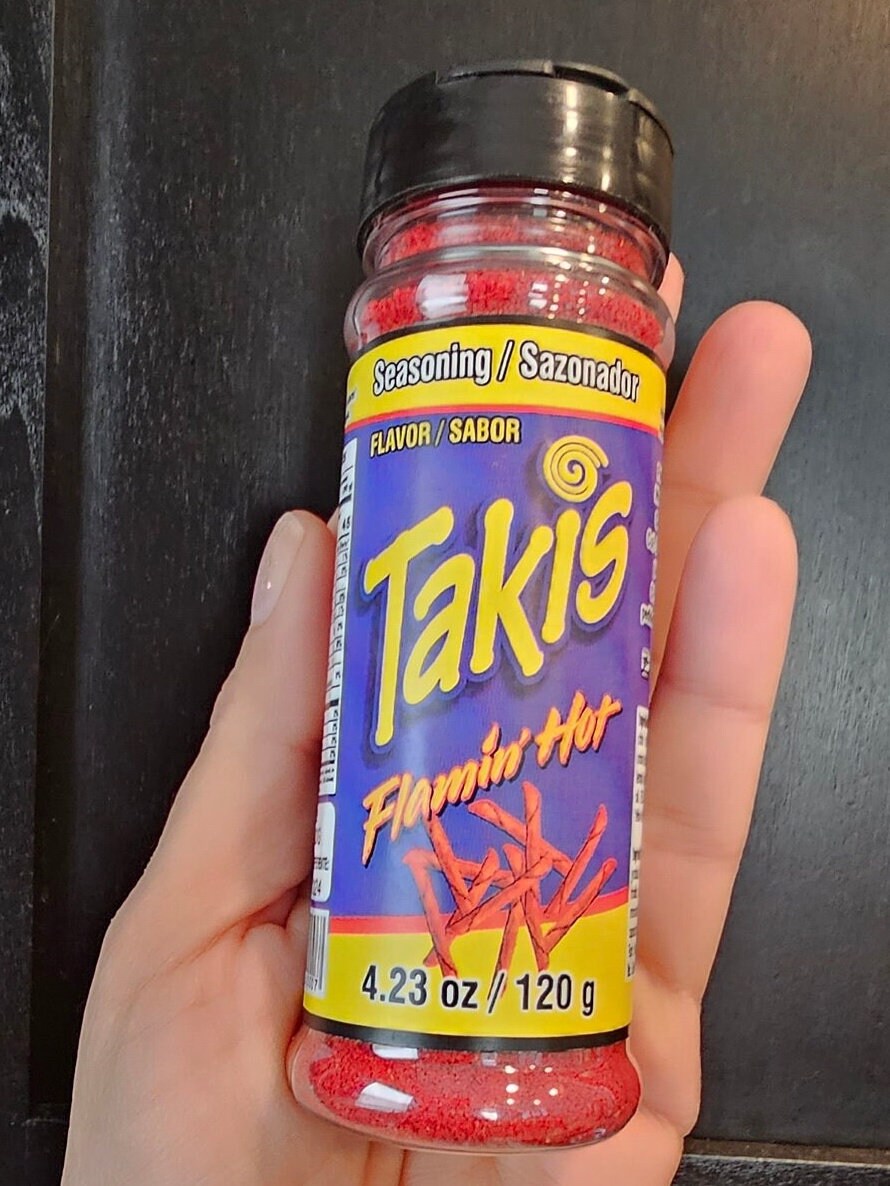 Seasoning / Sazonador
FLAVOR / SABOR
Takis
Flamin' Hot
4.23 oz // 120 g